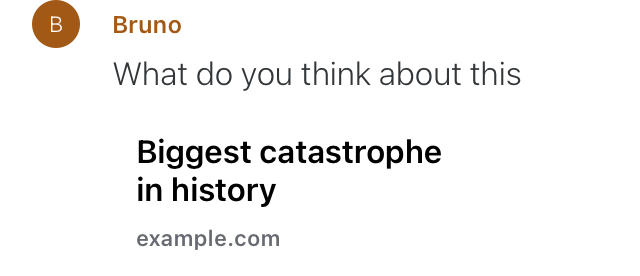 B
Bruno
What do you think about this
Biggest catastrophe
in history
example.com